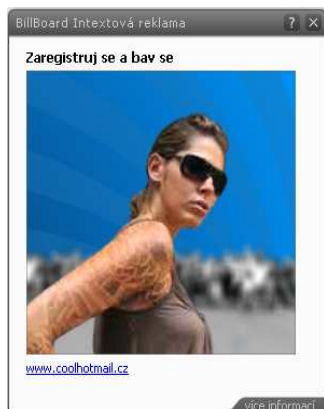 BillBoard Intextová reklama
Zaregistruj se a bav se
www.coolhotmail.cz
více informací